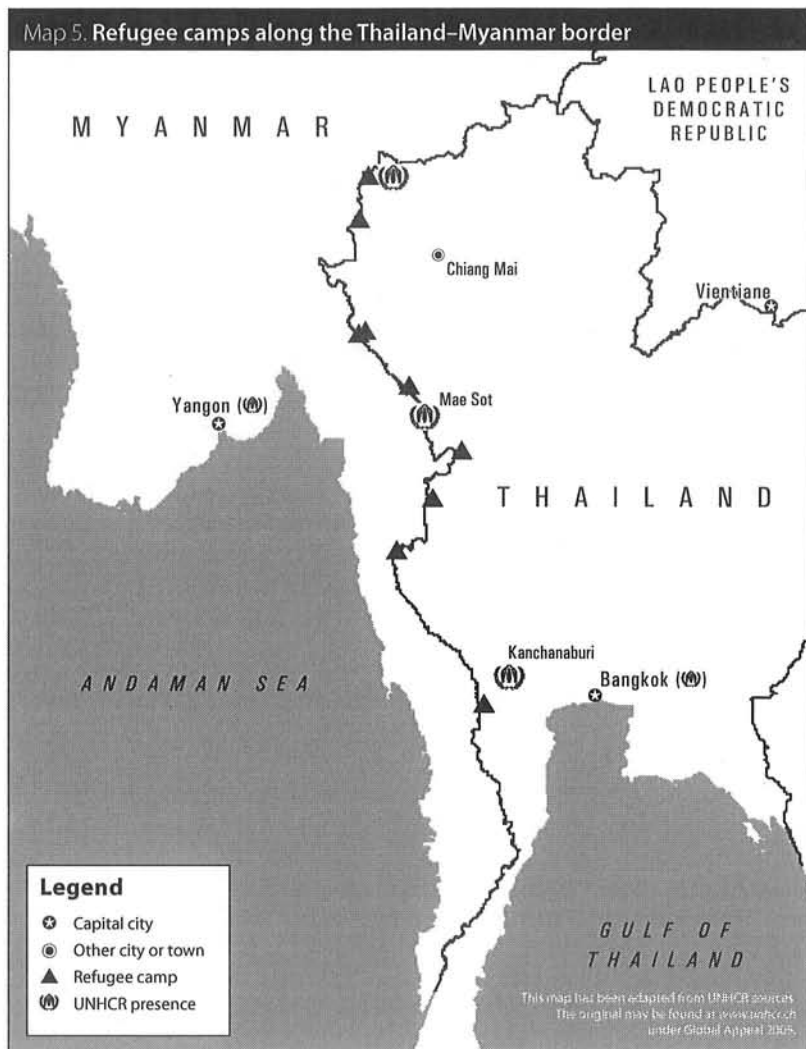 Map 5. Refugee camps along the Thailand–Myanmar border
LAO PEOPLE'S
DEMOCRATIC
REPUBLIC
MYANMAR
Chiang Mai
Vientiane
Yangon
Mae Sot
THAILAND
Kanchanaburi
ANDAMAN SEA
Bangkok
Legend
Capital city
Other city or town
Refugee camp
UNHCR presence
GULF OF
THAILAND
This map has been adapted from UNHCR sources.
The original may be found at www.unhcr.ch
under Global Appeal 2005.